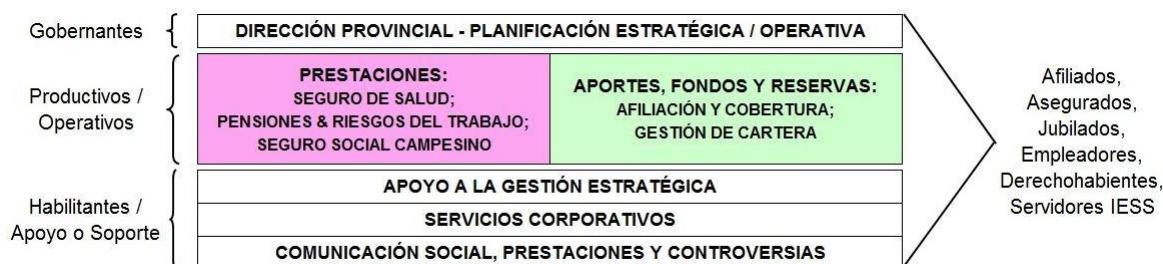 Gobernantes
DIRECCIÓN PROVINCIAL - PLANIFICACIÓN ESTRATÉGICA / OPERATIVA
Productivos /
Operativos
PRESTACIONES:
SEGURO DE SALUD;
PENSIONES & RIESGOS DEL TRABAJO;
SEGURO SOCIAL CAMPESINO
APORTES, FONDOS Y RESERVAS:
AFILIACIÓN Y COBERTURA;
GESTIÓN DE CARTERA
Habilitantes /
Apoyo o Soporte
APOYO A LA GESTIÓN ESTRATÉGICA
SERVICIOS CORPORATIVOS
COMUNICACIÓN SOCIAL, PRESTACIONES Y CONTROVERSIAS
Afiliados,
Asegurados,
Jubilados,
Empleadores,
Derechohabientes,
Servidores IESS